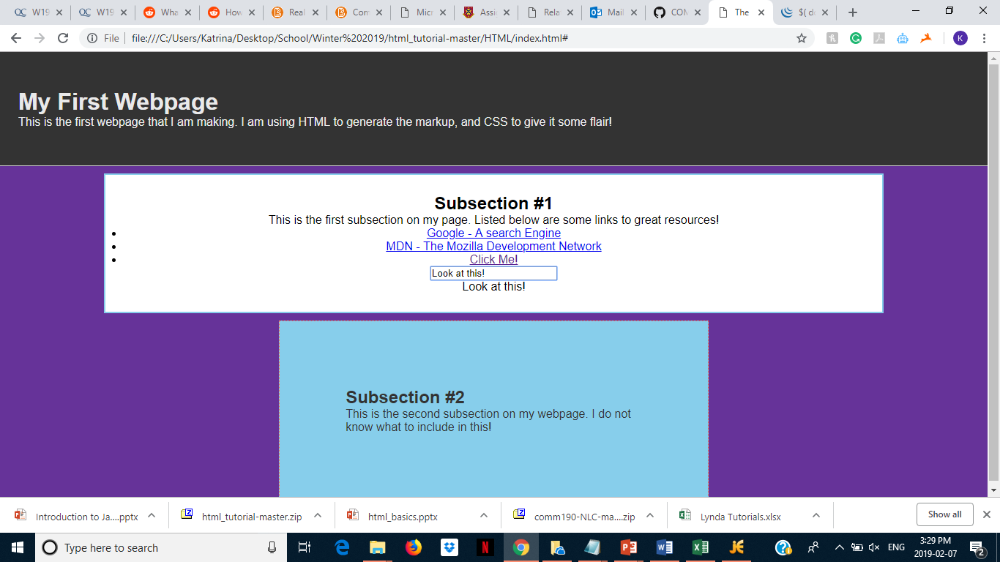 W19
W19
Wha
How
Real
Com
Micr
Assi
Rela
Mail
COM
The
$( d
File
file:///C:/Users/Katrina/Desktop/School/Winter%202019/html_tutorial-master/HTML/index.html#
K
My First Webpage
This is the first webpage that I am making. I am using HTML to generate the markup, and CSS to give it some flair!
Subsection #1
This is the first subsection on my page. Listed below are some links to great resources!
Google - A search Engine
MDN - The Mozilla Development Network
Click Me!
Look at this!
Look at this!
Subsection #2
This is the second subsection on my webpage. I do not
know what to include in this!
Introduction to Ja....pptx
html_tutorial-master.zip
html_basics.pptx
comm190-NLC-ma....zip
Lynda Tutorials.xlsx
Show all
Type here to search
ENG
3:29 PM
2019-02-07
2